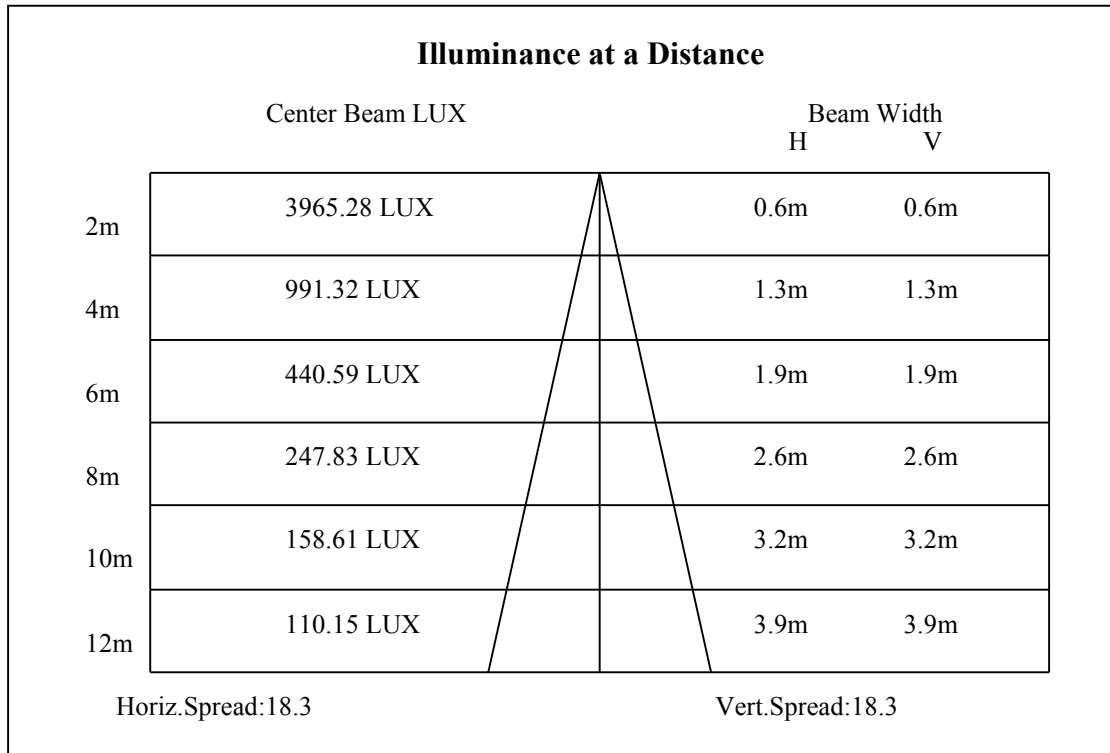 Illuminance at a Distance
Center Beam LUX Beam Width
H V
2m 3965.28 LUX 0.6m 0.6m
4m 991.32 LUX 1.3m 1.3m
6m 440.59 LUX 1.9m 1.9m
8m 247.83 LUX 2.6m 2.6m
10m 158.61 LUX 3.2m 3.2m
12m 110.15 LUX 3.9m 3.9m
Horiz.Spread:18.3 Vert.Spread:18.3